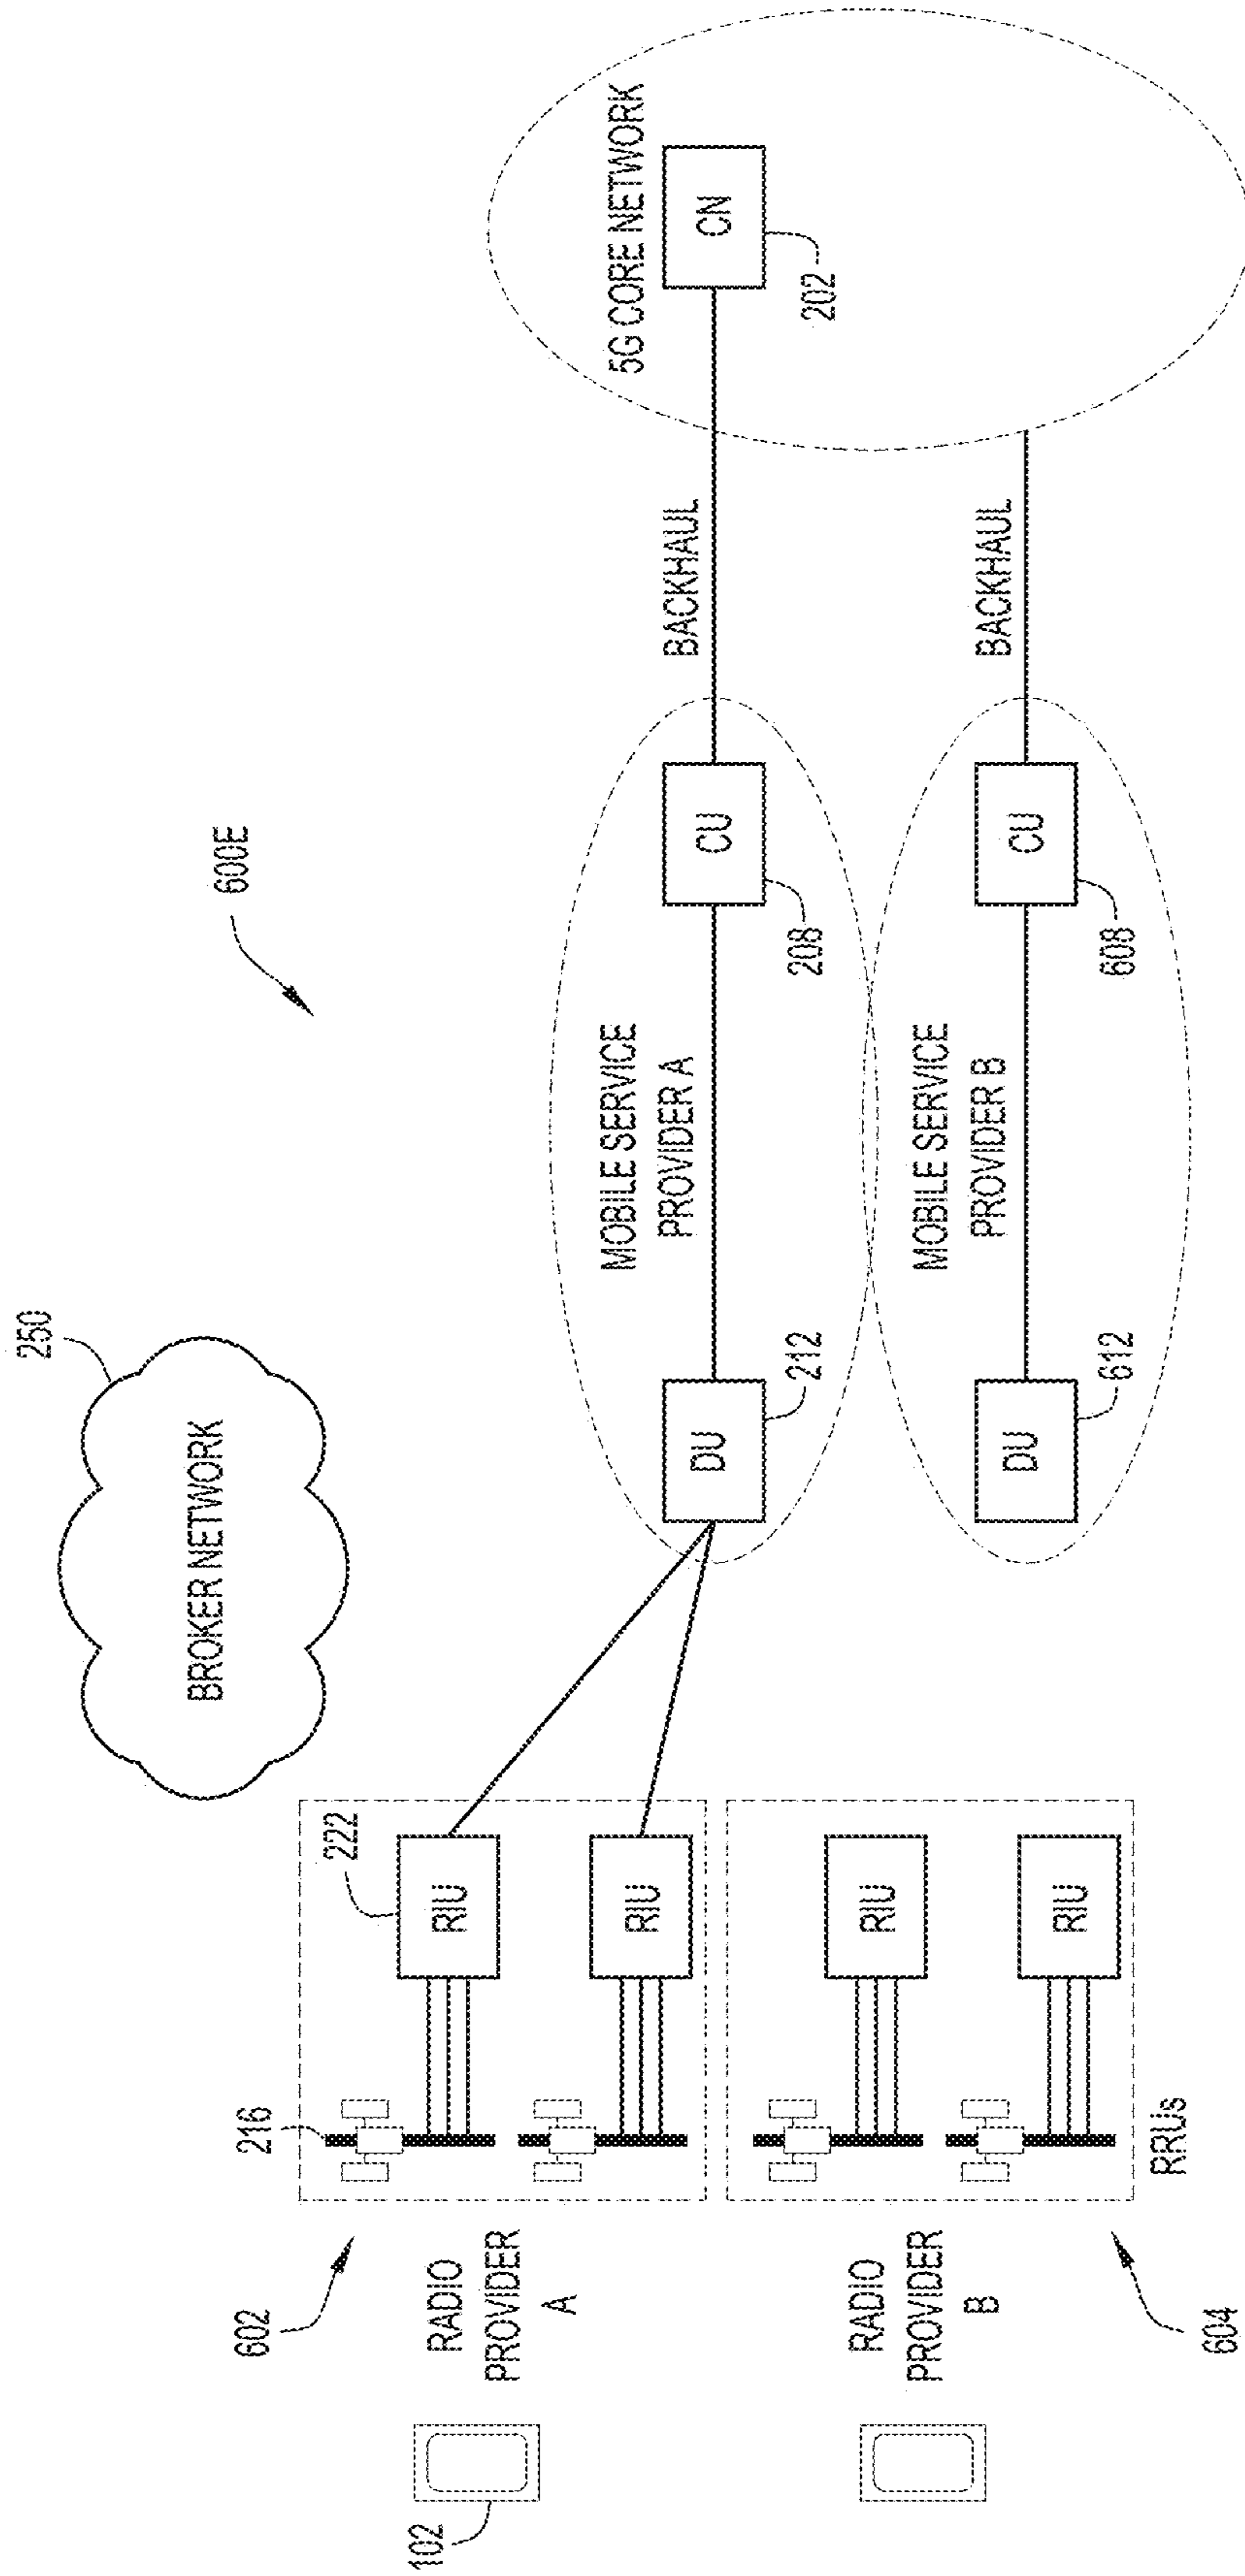 600E
250
BROKER NETWORK
5G CORE NETWORK
CN
202
BACKHAUL
BACKHAUL
MOBILE SERVICE
PROVIDER A
CU
208
DU
212
MOBILE SERVICE
PROVIDER B
CU
608
DU
612
222
RIU
RIU
RIU
RIU
216
RRUs
602
RADIO
PROVIDER
A
RADIO
PROVIDER
B
604
102